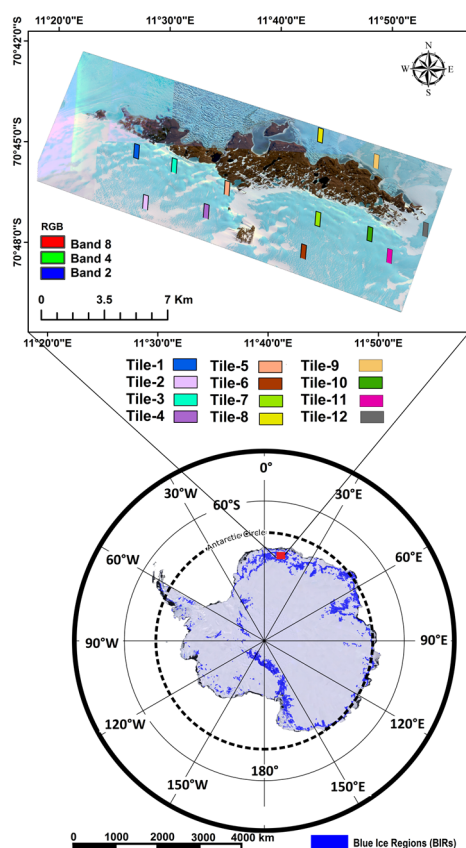 11°20'0"E 11°30'0"E 11°40'0"E 11°50'0"E
70°42'0"S
70°45'0"S
70°48'0"S
N
W E
S
RGB
Band 8
Band 4
Band 2
0 3.5 7 Km
11°20'0"E 11°30'0"E 11°40'0"E 11°50'0"E
Tile-1 Tile-5 Tile-9
Tile-2 Tile-6 Tile-10
Tile-3 Tile-7 Tile-11
Tile-4 Tile-8 Tile-12
0°
30°W 30°E
60°S
Antarctic Circle
60°W 60°E
90°W 90°E
120°W 120°E
150°W 150°E
180°
0 1000 2000 3000 4000 km
Blue Ice Regions (BIRs)